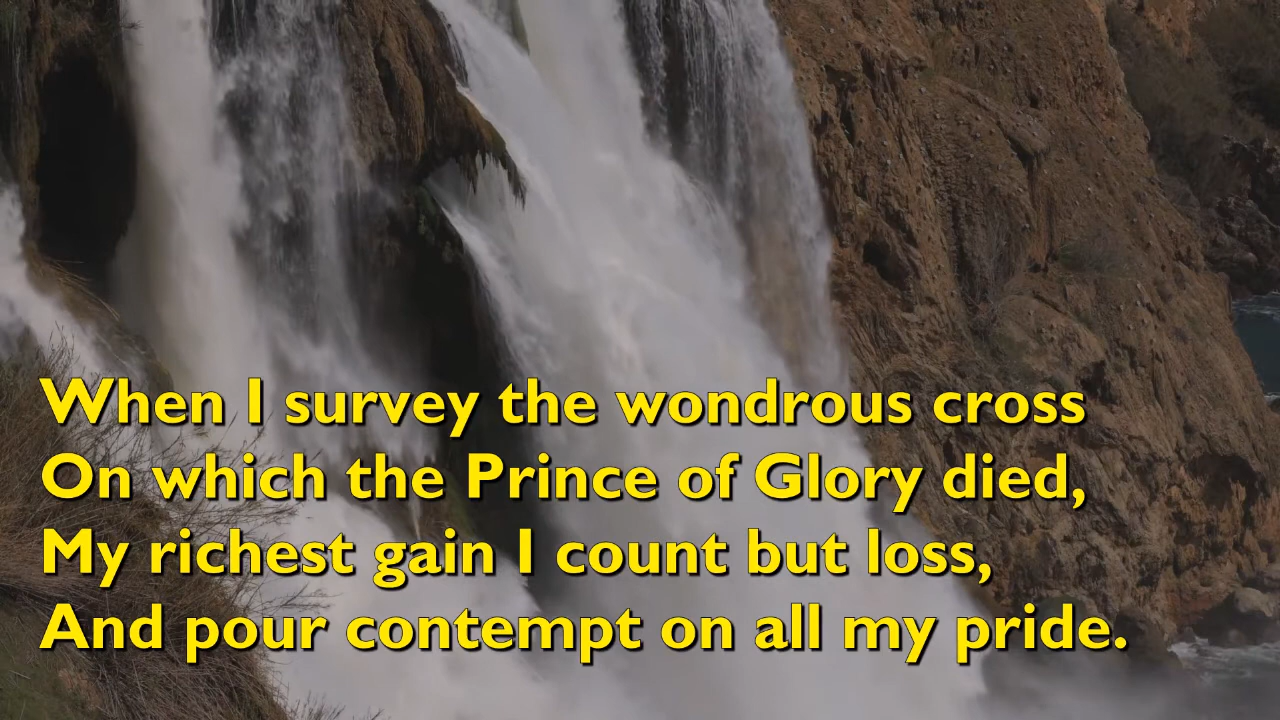 When I survey the wondrous cross
On which the Prince of Glory died,
My richest gain I count but loss,
And pour contempt on all my pride.